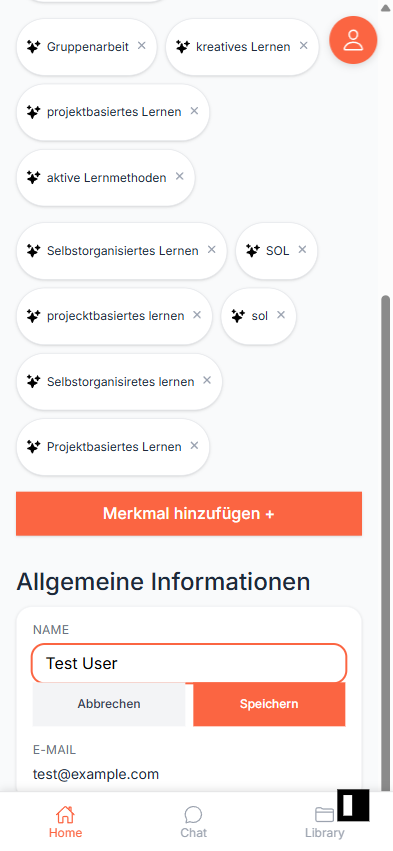 Gruppenarbeit × kreatives Lernen ×
projektbasiertes Lernen ×
aktive Lernmethoden ×
Selbstorganisiertes Lernen × SOL ×
projecktbasiertes lernen × sol ×
Selbstorganisiretes lernen ×
Projektbasiertes Lernen ×
Merkmal hinzufügen +
Allgemeine Informationen
NAME
Test User
Abbrechen Speichern
E-MAIL
test@example.com
Home Chat Library